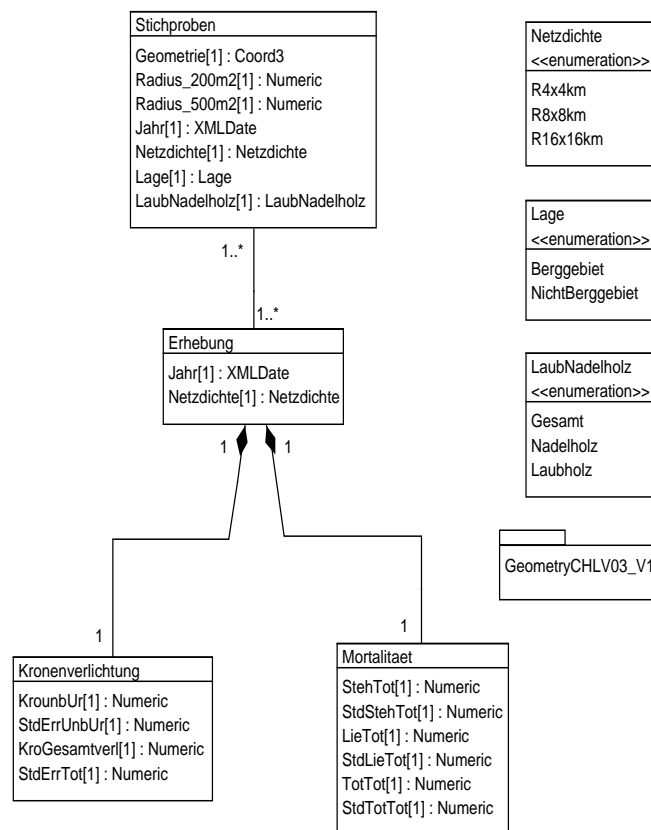 Stichproben
Geometrie[1] : Coord3
Radius_200m2[1] : Numeric
Radius_500m2[1] : Numeric
Jahr[1] : XMLDate
Netzdichte[1] : Netzdichte
Lage[1] : Lage
LaubNadelholz[1] : LaubNadelholz
1..*
1..*
Erhebung
Jahr[1] : XMLDate
Netzdichte[1] : Netzdichte
1
1
1
1
Kronenverlichtung
KrounbUr[1] : Numeric
StdErrUnbUr[1] : Numeric
KroGesamtverl[1] : Numeric
StdErrTot[1] : Numeric
Mortalitaet
StehTot[1] : Numeric
StdStehTot[1] : Numeric
LieTot[1] : Numeric
StdLieTot[1] : Numeric
TotTot[1] : Numeric
StdTotTot[1] : Numeric
Netzdichte
<<enumeration>>
R4x4km
R8x8km
R16x16km
Lage
<<enumeration>>
Berggebiet
NichtBerggebiet
LaubNadelholz
<<enumeration>>
Gesamt
Nadelholz
Laubholz
GeometryCHLV03_V1